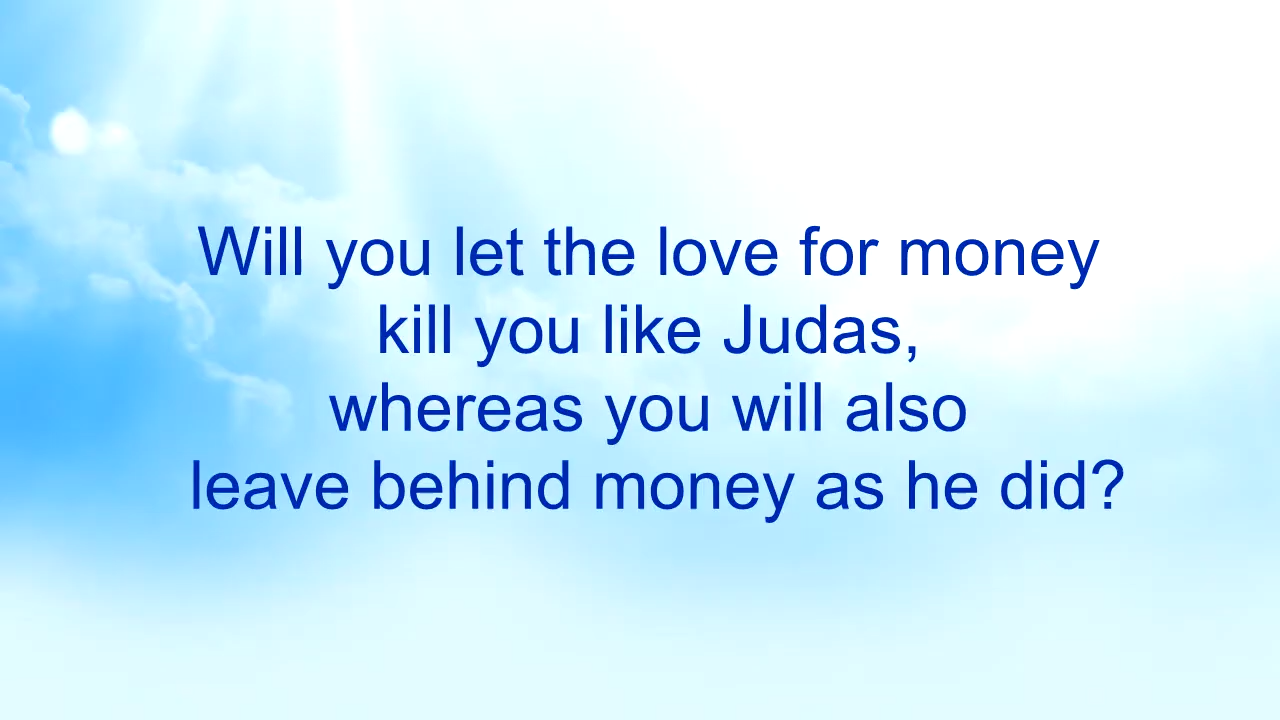 Will you let the love for money
kill you like Judas,
whereas you will also
leave behind money as he did?